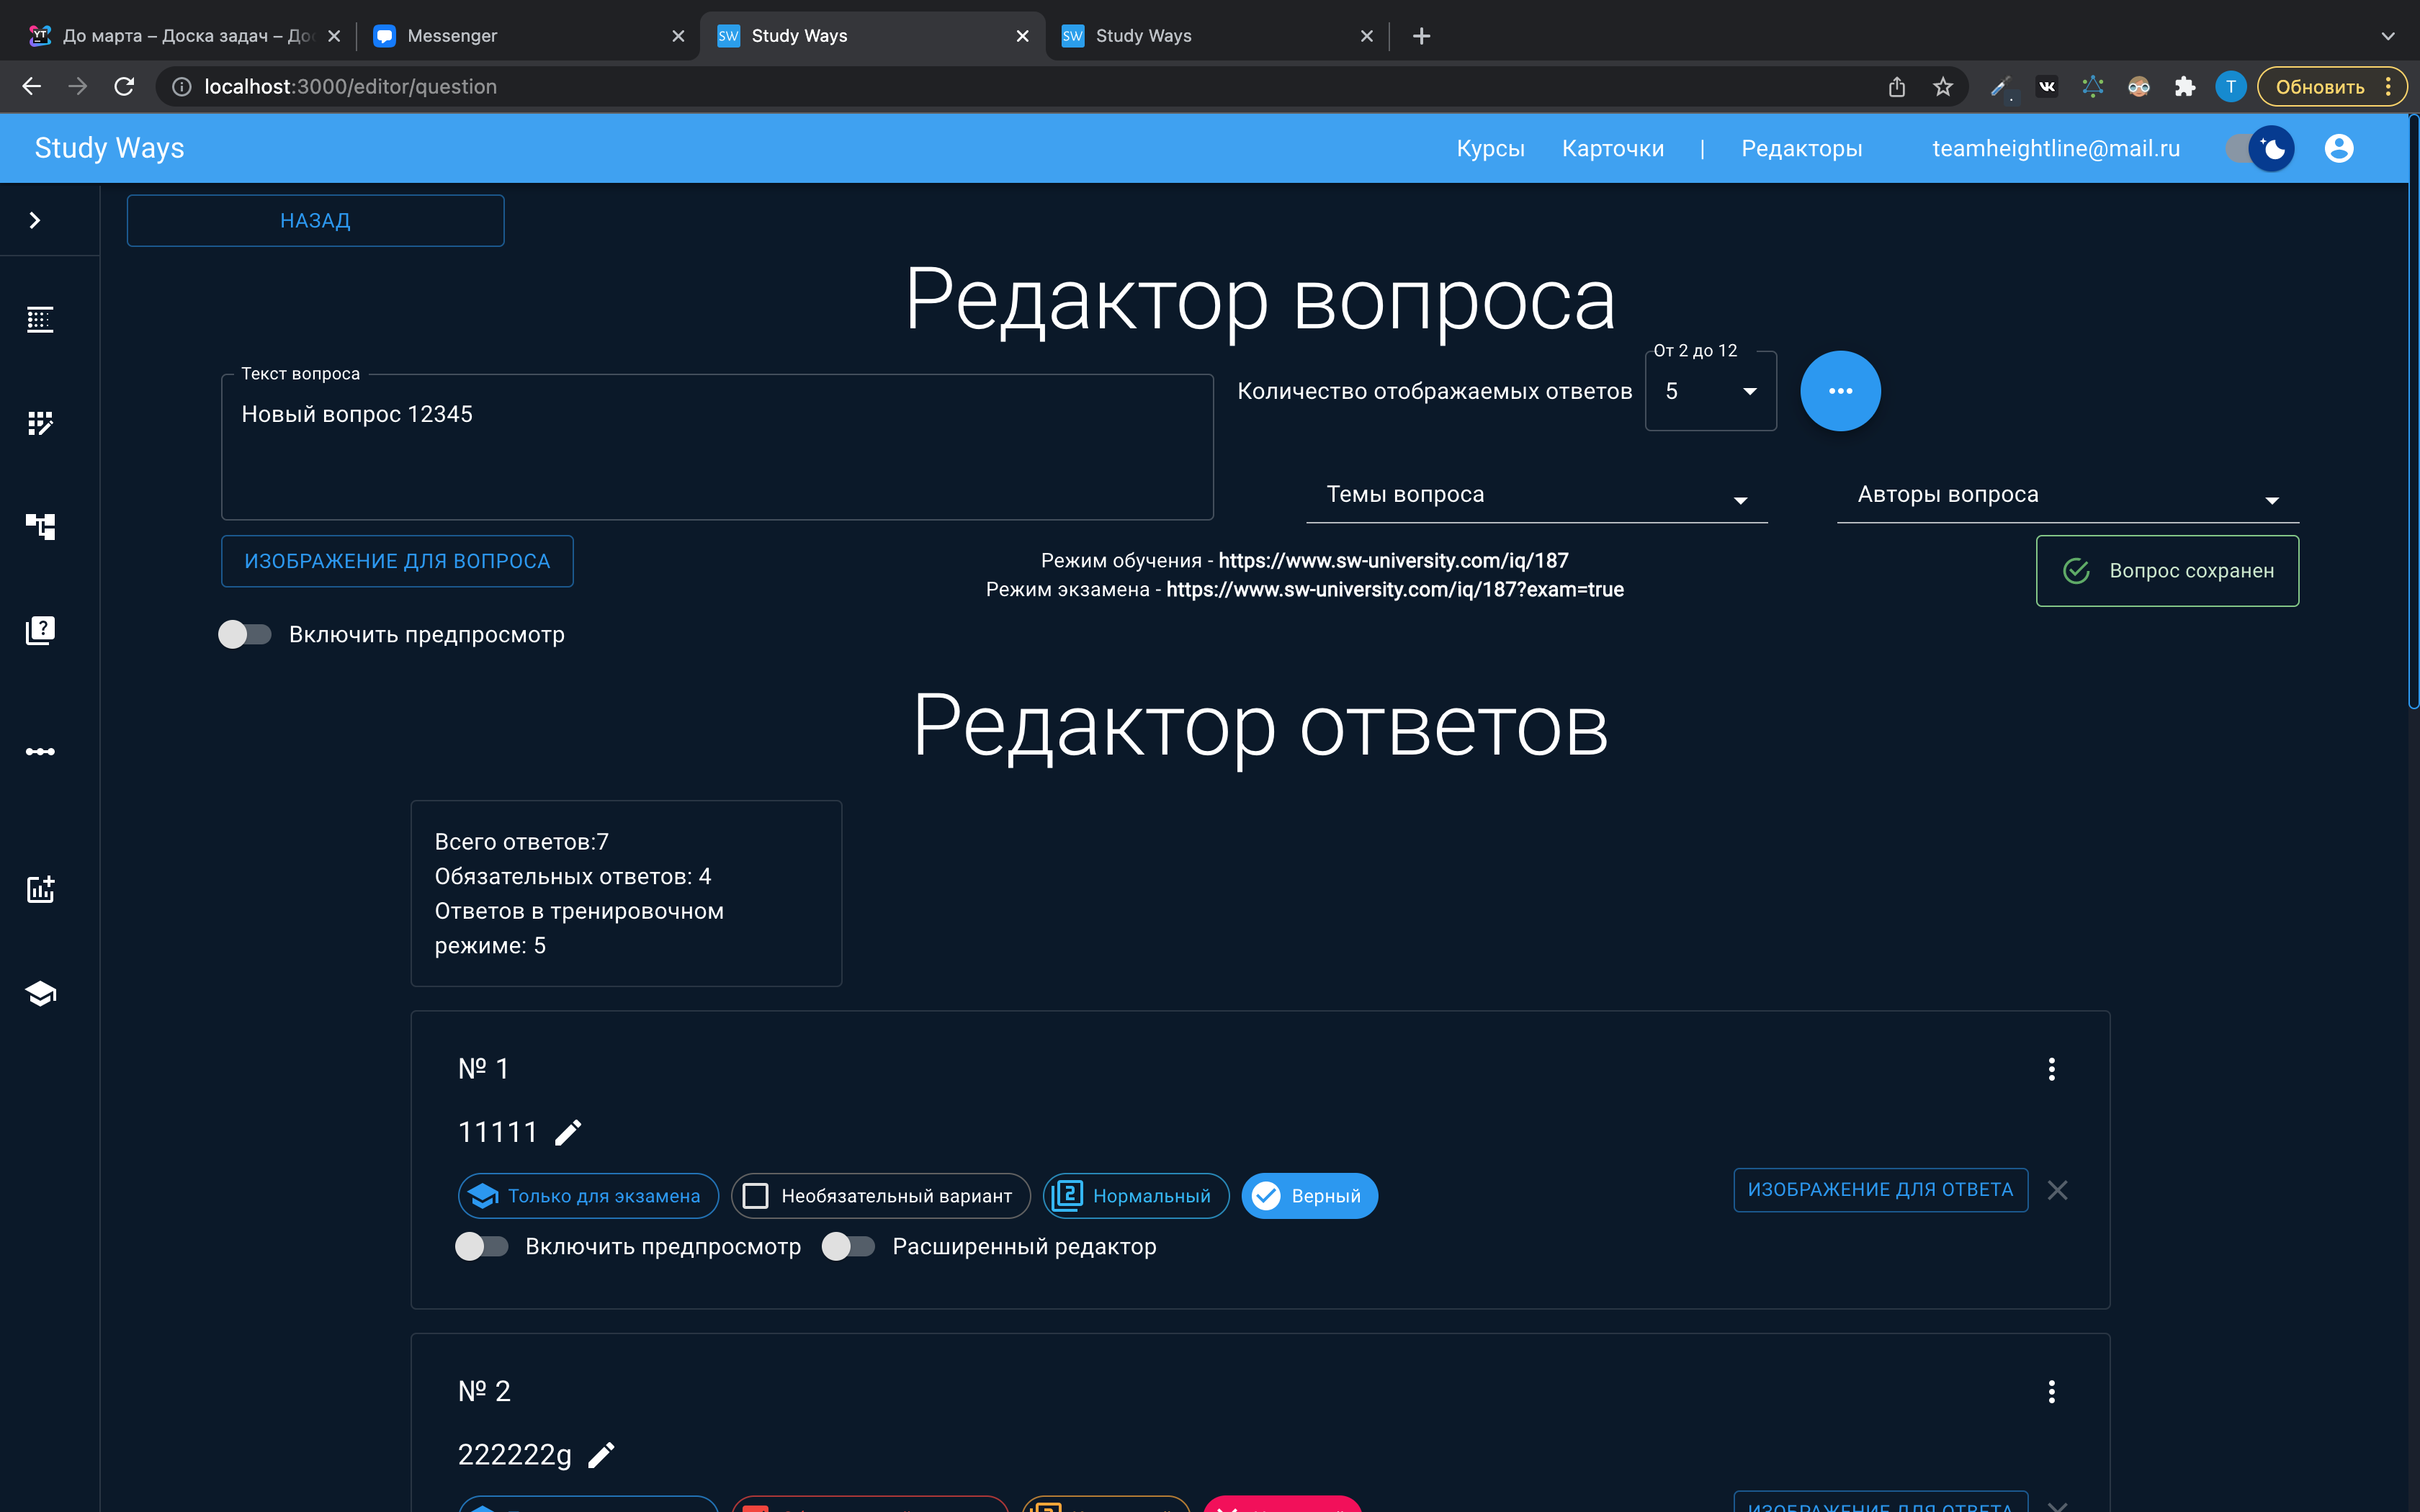 До марта – Доска задач – До
Messenger
Study Ways
Study Ways
localhost:3000/editor/question
T
Обновить
Study Ways
Курсы
Карточки
|
Редакторы
teamheightline@mail.ru
НАЗАД
Редактор вопроса
Текст вопроса
Новый вопрос 12345
Количество отображаемых ответов
От 2 до 12
5
Темы вопроса
Авторы вопроса
ИЗОБРАЖЕНИЕ ДЛЯ ВОПРОСА
Режим обучения - https://www.sw-university.com/iq/187
Режим экзамена - https://www.sw-university.com/iq/187?exam=true
Вопрос сохранен
Включить предпросмотр
Редактор ответов
Всего ответов:7
Обязательных ответов: 4
Ответов в тренировочном
режиме: 5
№ 1
11111
Только для экзамена
Необязательный вариант
Нормальный
Верный
ИЗОБРАЖЕНИЕ ДЛЯ ОТВЕТА
Включить предпросмотр
Расширенный редактор
№ 2
222222g
ИЗОБРАЖЕНИЕ ДЛЯ ОТВЕТА